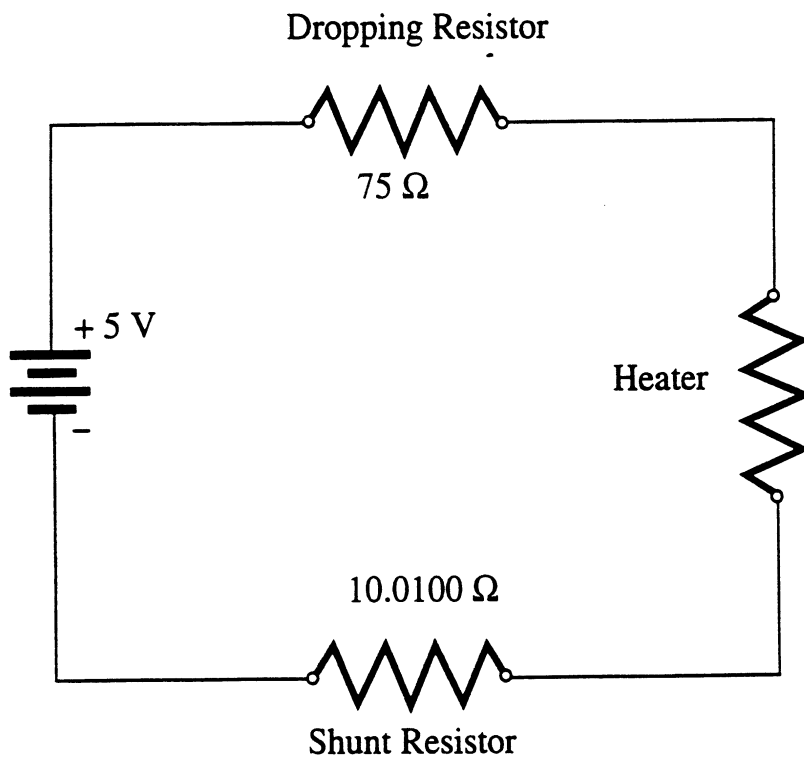 Dropping Resistor
75 Ω
+ 5 V
–
Heater
10.0100 Ω
Shunt Resistor